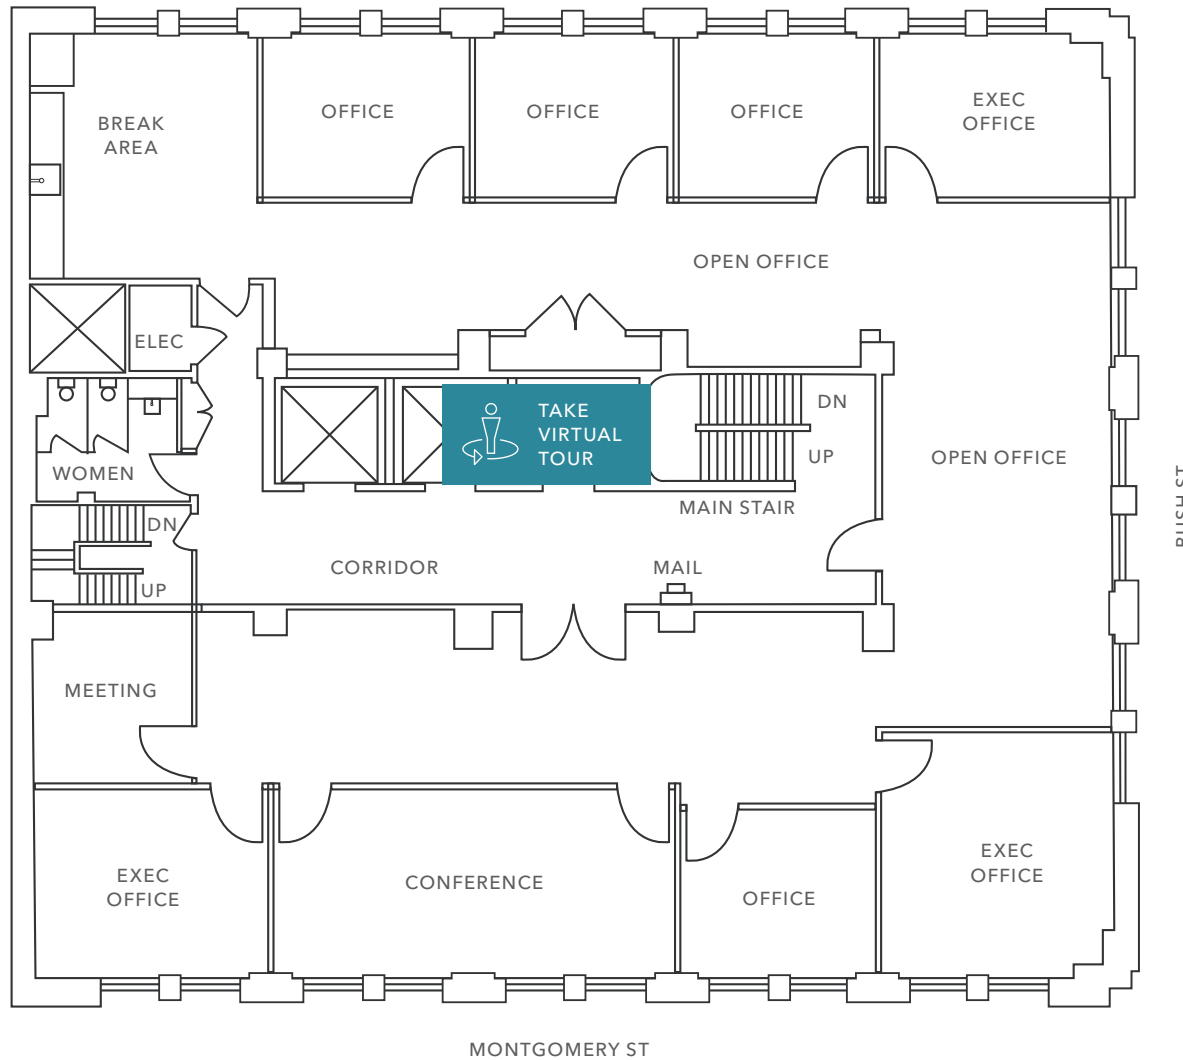 BREAK
AREA
OFFICE
OFFICE
OFFICE
EXEC
OFFICE
OPEN OFFICE
ELEC
TAKE
VIRTUAL
TOUR
DN
UP
OPEN OFFICE
WOMEN
MAIN STAIR
DN
UP
CORRIDOR
MAIL
MEETING
EXEC
OFFICE
CONFERENCE
OFFICE
EXEC
OFFICE
MONTGOMERY ST